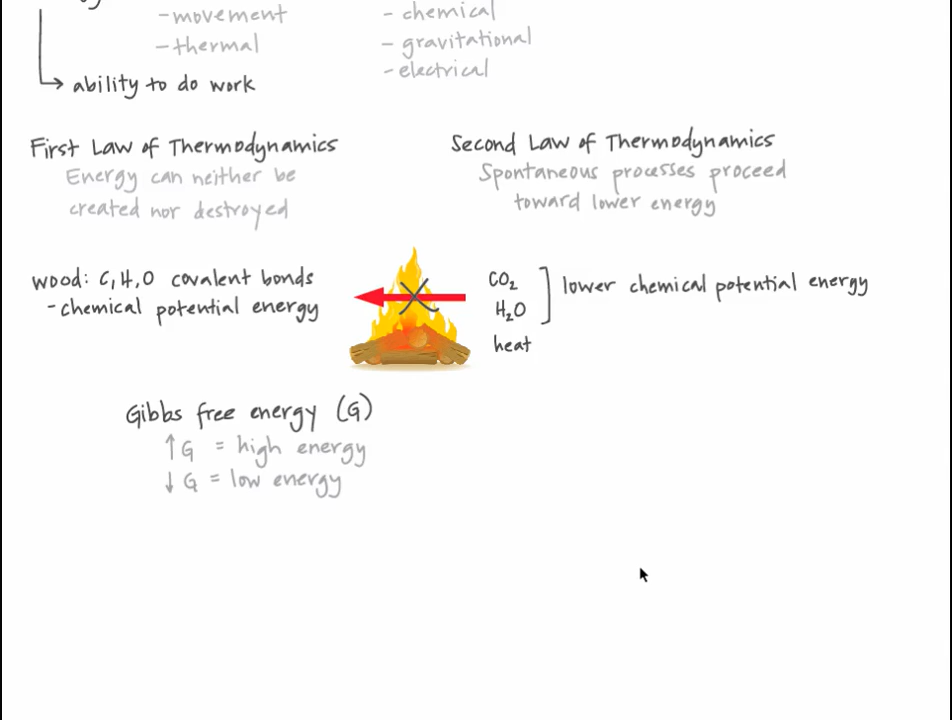 -movement
- chemical
-thermal
- gravitational
- electrical
→ ability to do work
First Law of Thermodynamics
Energy can neither be
created nor destroyed
Second Law of Thermodynamics
Spontaneous processes proceed
toward lower energy
wood: C, H, O covalent bonds
- chemical potential energy
CO₂
H₂O
heat
lower chemical potential energy
Gibbs free energy (G)
↑ G = high energy
↓ G = low energy